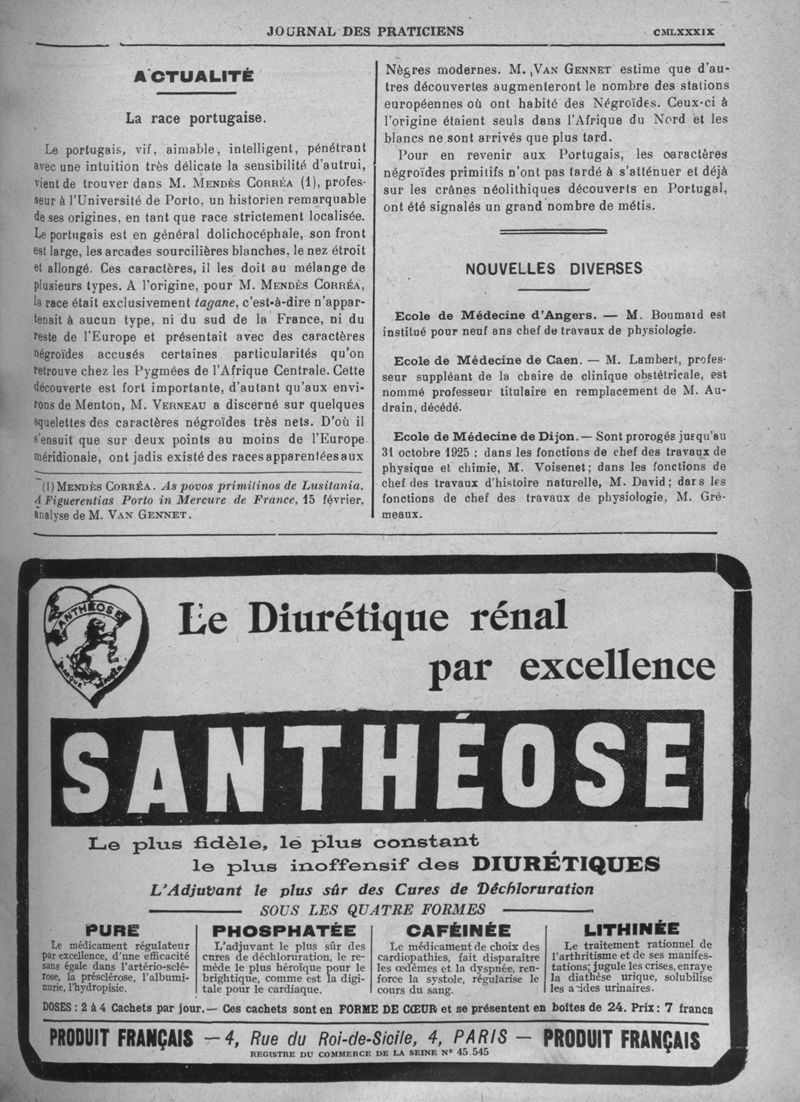 JOURNAL DES PRATICIENS
CMLXXXIX
ACTUALITÉ
La race portugaise.
Le portugais, vif, aimable, intelligent, pénétrant
avec une intuition très délicate la sensibilité d'autrui,
vient de trouver dans M. MENDÈS CORRÉA (1), profes-
seur à l'Université de Porto, un historien remarquable
de ses origines, en tant que race strictement localisée.
Le portugais est en général dolichocéphale, son front
est large, les arcades sourcilières blanches, le nez étroit
et allongé. Ces caractères, il les doit au mélange de
plusieurs types. A l'origine, pour M. MENDÈS CORRÉA,
la race était exclusivement tagane, c'est-à-dire n'appar-
tenait à aucun type, ni du sud de la France, ni du
reste de l'Europe et présentait avec des caractères
négroïdes accusés certaines particularités qu'on
retrouve chez les Pygmées de l'Afrique Centrale. Cette
découverte est fort importante, d'autant qu'aux envi-
rons de Menton, M. VERNEAU a discerné sur quelques
squelettes des caractères négroïdes très nets. D'où il
s'ensuit que sur deux points au moins de l'Europe
méridionale, ont jadis existé des races apparentées aux
(1) MENDÈS CORRÉA. As povos primilinos de Lusitania.
A Figuerentias Porto in Mercure de France, 15 février,
analyse de M. VAN GENNET.
Nègres modernes. M. VAN GENNET estime que d'au-
tres découvertes augmenteront le nombre des stations
européennes où ont habité des Négroïdes. Ceux-ci à
l'origine étaient seuls dans l'Afrique du Nord et les
blancs ne sont arrivés que plus tard.
Pour en revenir aux Portugais, les caractères
négroïdes primitifs n'ont pas tardé à s'atténuer et déjà
sur les crânes néolithiques découverts en Portugal,
ont été signalés un grand nombre de métis.
NOUVELLES DIVERSES
Ecole de Médecine d'Angers. — M. Boumaid est
institué pour neuf ans chef de travaux de physiologie.
Ecole de Médecine de Caen. — M. Lambert, profes-
seur suppléant de la chaire de clinique obstétricale, est
nommé professeur titulaire en remplacement de M. Au-
drain, décédé.
Ecole de Médecine de Dijon. — Sont prorogés jusqu'au
31 octobre 1925 : dans les fonctions de chef des travaux de
physique et chimie, M. Voisenet ; dans les fonctions de
chef des travaux d'histoire naturelle, M. David ; dars les
fonctions de chef des travaux de physiologie, M. Gré-
meaux.
SANTHÉOSE
Le Diurétique rénal
par excellence
SANTHÉOSE
Le plus fidèle, le plus constant
le plus inoffensif des DIURÉTIQUES
L'Adjuvant le plus sûr des Cures de Déchloruration
SOUS LES QUATRE FORMES
PURE
Le médicament régulateur
par excellence, d'une efficacité
sans égale dans l'artério-sclé-
rose, la présclérose, l'albumi-
nurie, l'hydropisie.
PHOSPHATÉE
L'adjuvant le plus sûr des
cures de déchloruration, le re-
mède le plus héroïque pour le
brightique, comme est la digi-
tale pour le cardiaque.
CAFÉINÉE
Le médicament de choix des
cardiopathies, fait disparaître
les œdèmes et la dyspnée, ren-
force la systole, régularise le
cours du sang.
LITHINÉE
Le traitement rationnel de
l'arthritisme et de ses manifes-
tations ; jugule les crises, enraye
la diathèse urique, solubilise
les acides urinaires.
DOSES : 2 à 4 Cachets par jour. — Ces cachets sont en FORME DE CŒUR et se présentent en boîtes de 24. Prix : 7 francs
PRODUIT FRANÇAIS — 4, Rue du Roi-de-Sicile, 4, PARIS — PRODUIT FRANÇAIS
REGISTRE DU COMMERCE DE LA SEINE N° 45.545